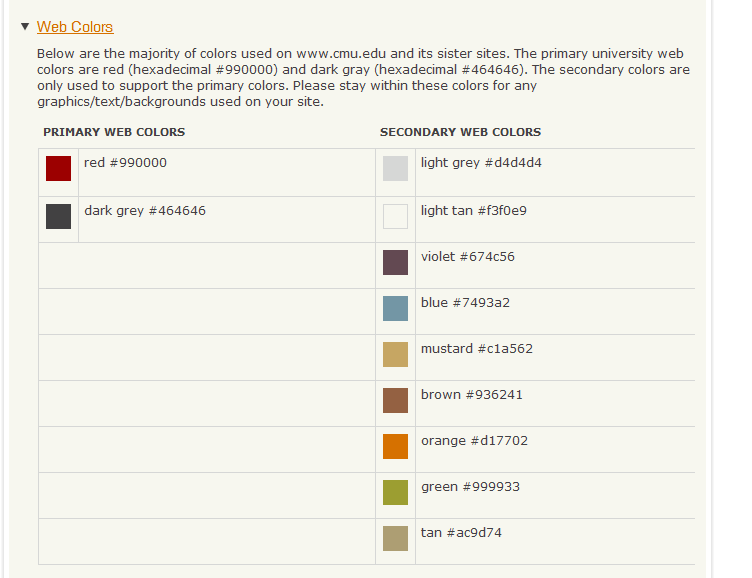 Web Colors
Below are the majority of colors used on www.cmu.edu and its sister sites. The primary university web
colors are red (hexadecimal #990000) and dark gray (hexadecimal #464646). The secondary colors are
only used to support the primary colors. Please stay within these colors for any
graphics/text/backgrounds used on your site.
PRIMARY WEB COLORS SECONDARY WEB COLORS
red #990000 light grey #d4d4d4
dark grey #464646 light tan #f3f0e9
violet #674c56
blue #7493a2
mustard #c1a562
brown #936241
orange #d17702
green #999933
tan #ac9d74